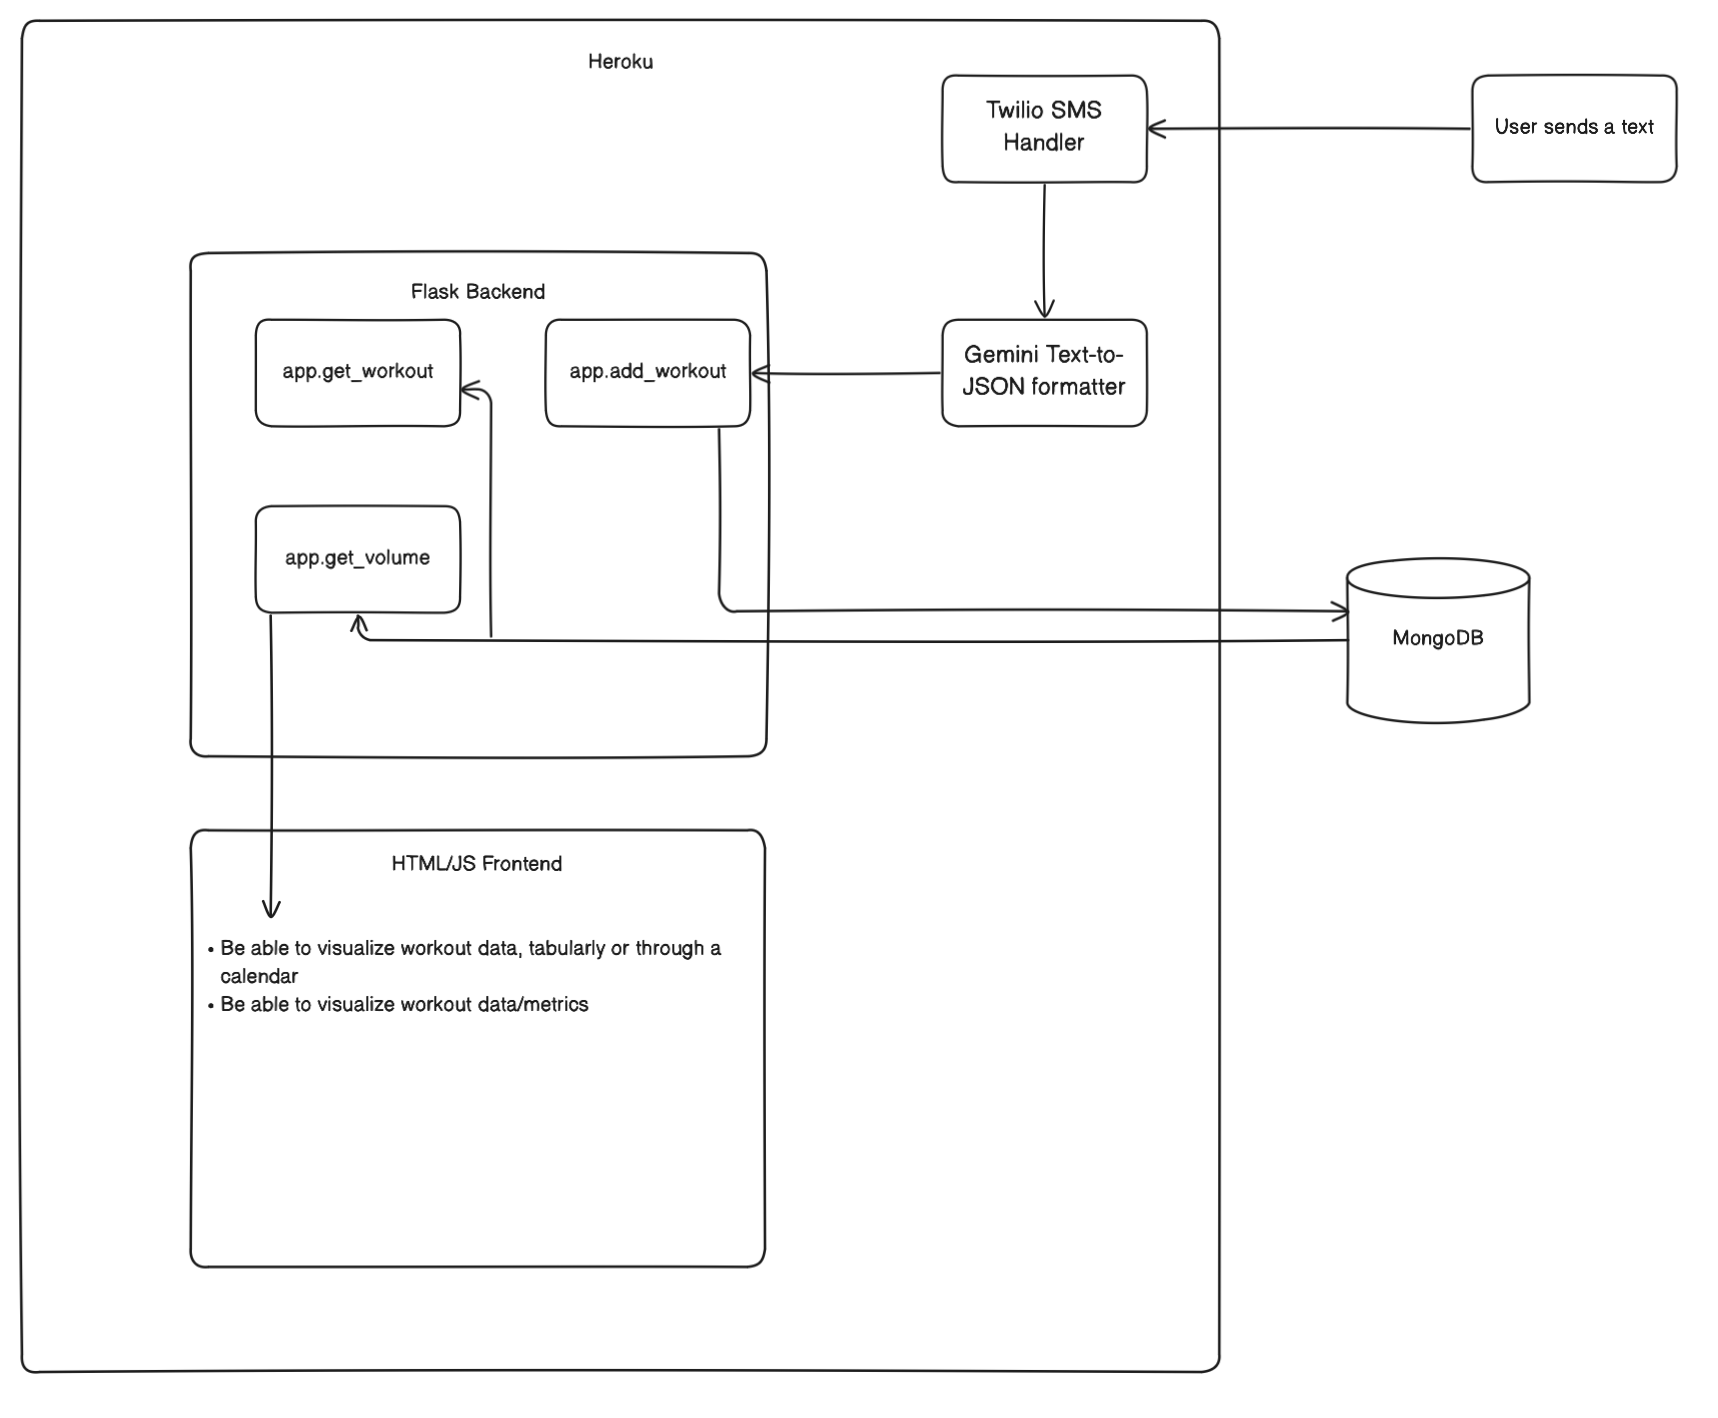 Heroku
Twilio SMS
Handler
User sends a text
Flask Backend
app.get_workout
app.add_workout
Gemini Text-to-
JSON formatter
app.get_volume
MongoDB
HTML/JS Frontend
• Be able to visualize workout data, tabularly or through a
calendar
• Be able to visualize workout data/metrics